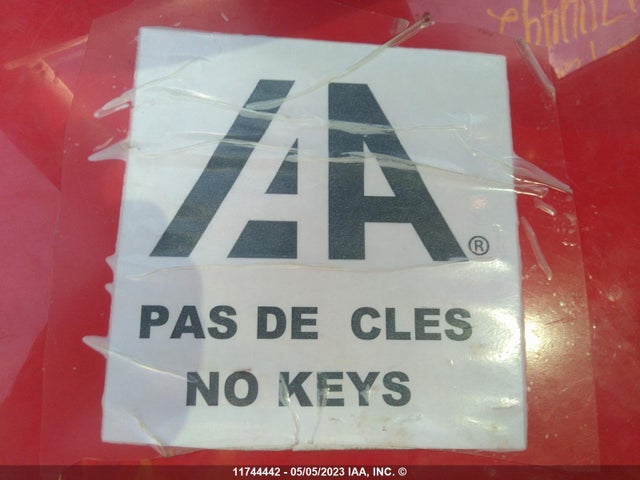 IAA®
PAS DE CLES
NO KEYS
11744442 - 05/05/2023 IAA, INC. ©